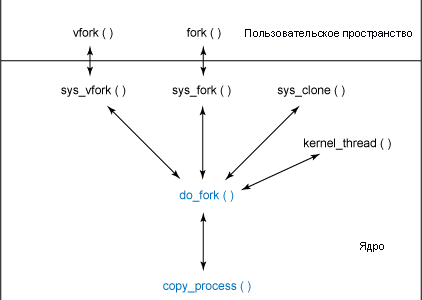 vfork ( ) fork ( ) Пользовательское пространство
sys_vfork ( ) sys_fork ( ) sys_clone ( )
kernel_thread ( )
do_fork ( )
Ядро
copy_process ( )